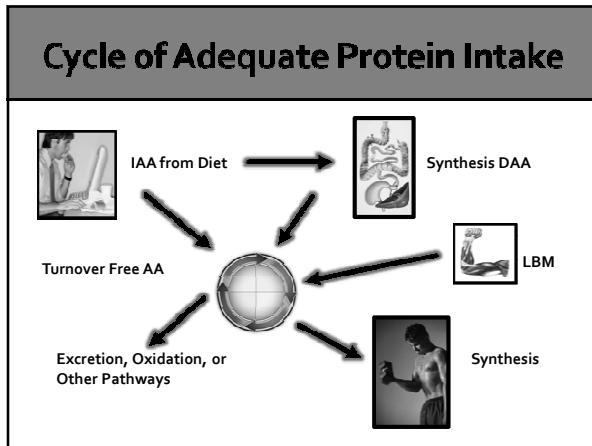 Cycle of Adequate Protein Intake
IAA from Diet
Synthesis DAA
Turnover Free AA
LBM
Excretion, Oxidation, or
Other Pathways
Synthesis